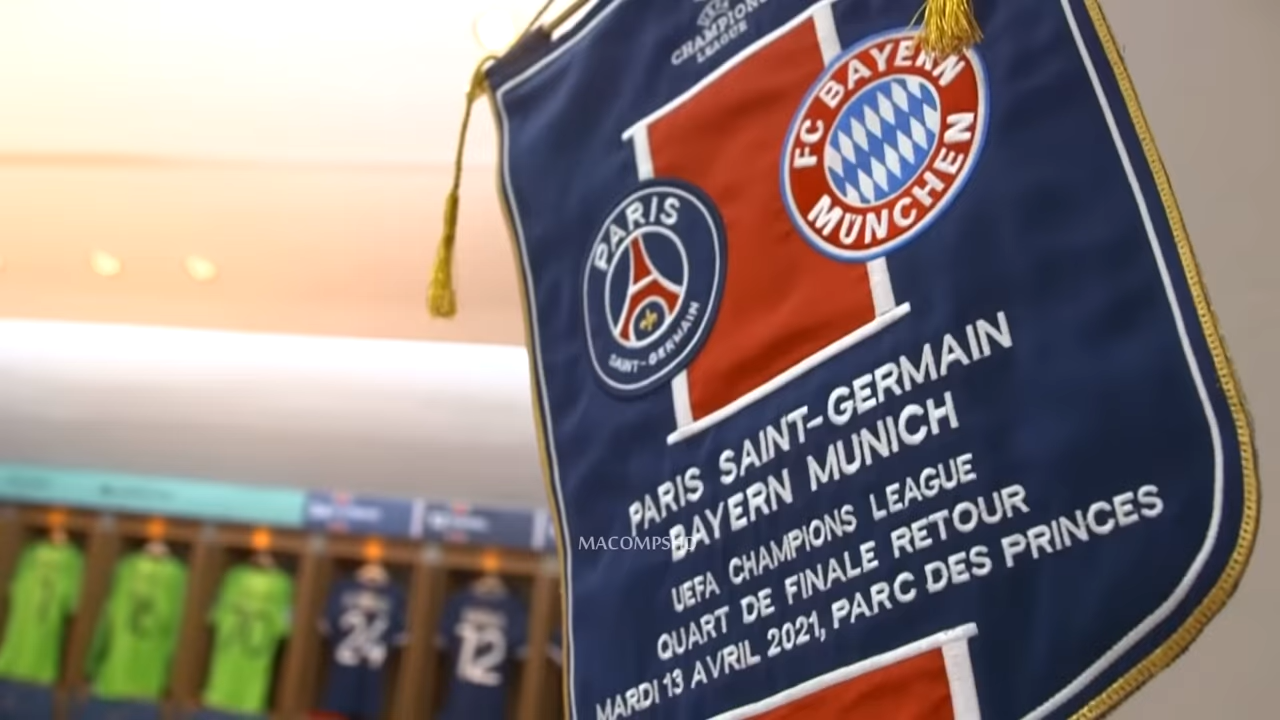 UEFA
CHAMPIONS
LEAGUE
FC BAYERN
MÜNCHEN
PARIS
SAINT-GERMAIN
PARIS SAINT-GERMAIN
BAYERN MUNICH
UEFA CHAMPIONS LEAGUE
QUART DE FINALE RETOUR
MARDI 13 AVRIL 2021, PARC DES PRINCES
MACOMPSHD
24
12